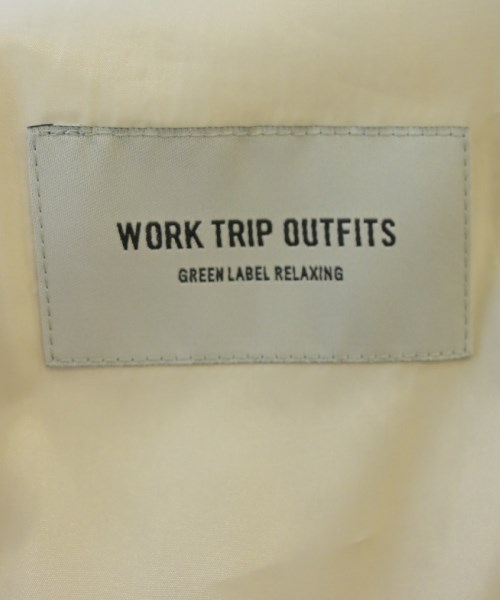 WORK TRIP OUTFITS
GREEN LABEL RELAXING